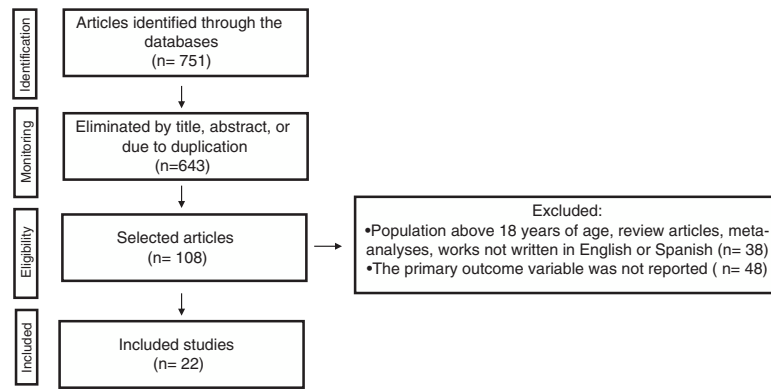 Identification
Articles identified through the
databases
(n= 751)
Monitoring
Eliminated by title, abstract, or
due to duplication
(n=643)
Eligibility
Selected articles
(n= 108)
Excluded:
•Population above 18 years of age, review articles, meta-
analyses, works not written in English or Spanish (n= 38)
•The primary outcome variable was not reported ( n= 48)
Included
Included studies
(n= 22)